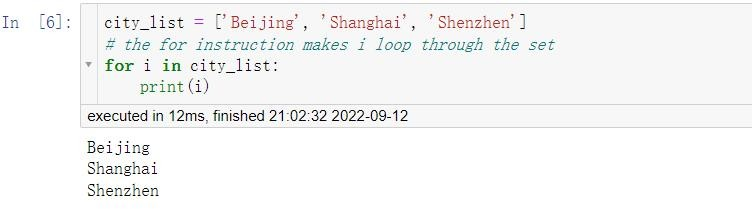 In [6]: city_list = ['Beijing', 'Shanghai', 'Shenzhen']
# the for instruction makes i loop through the set
for i in city_list:
    print(i)
executed in 12ms, finished 21:02:32 2022-09-12
Beijing
Shanghai
Shenzhen